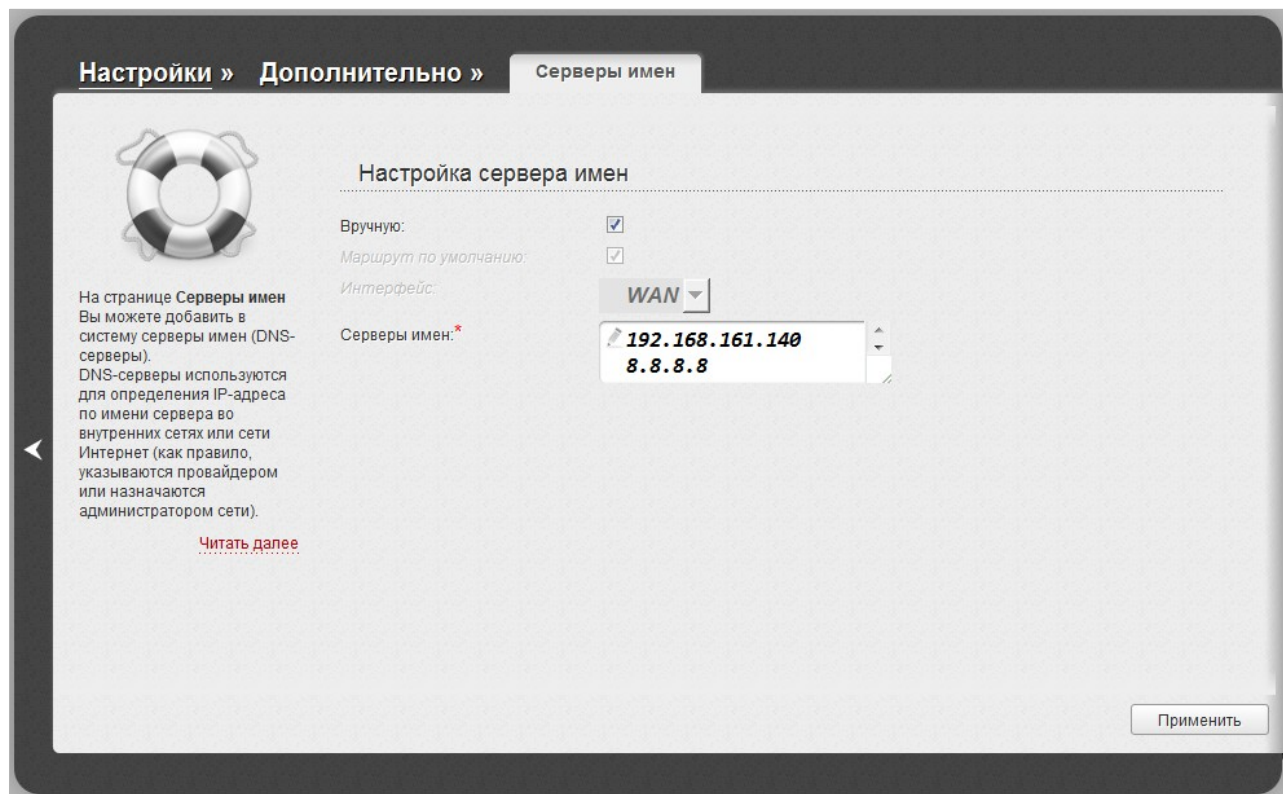 Настройки » Дополнительно » Серверы имен
Настройка сервера имен
Вручную:
Маршрут по умолчанию:
Интерфейс:
WAN
Серверы имен:*
192.168.161.140
8.8.8.8
На странице Серверы имен
Вы можете добавить в
систему серверы имен (DNS-
серверы).
DNS-серверы используются
для определения IP-адреса
по имени сервера во
внутренних сетях или сети
Интернет (как правило,
указываются провайдером
или назначаются
администратором сети).
Читать далее
Применить